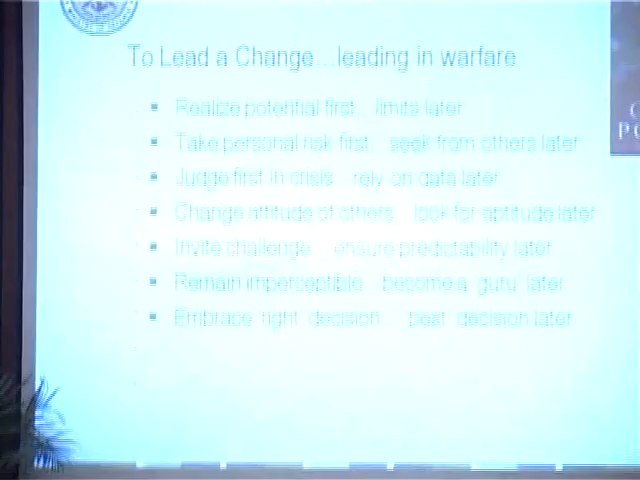 To Lead a Change...leading in warfare
Realize potential first.. limits later
Take personal risk first.. seek from others later
Judge first in crisis.. rely on data later
Change attitude of others.. look for aptitude later
Invite challenge.. ensure predictability later
Remain imperceptible.. become a 'guru' later
Embrace 'right' decision.. 'best' decision later